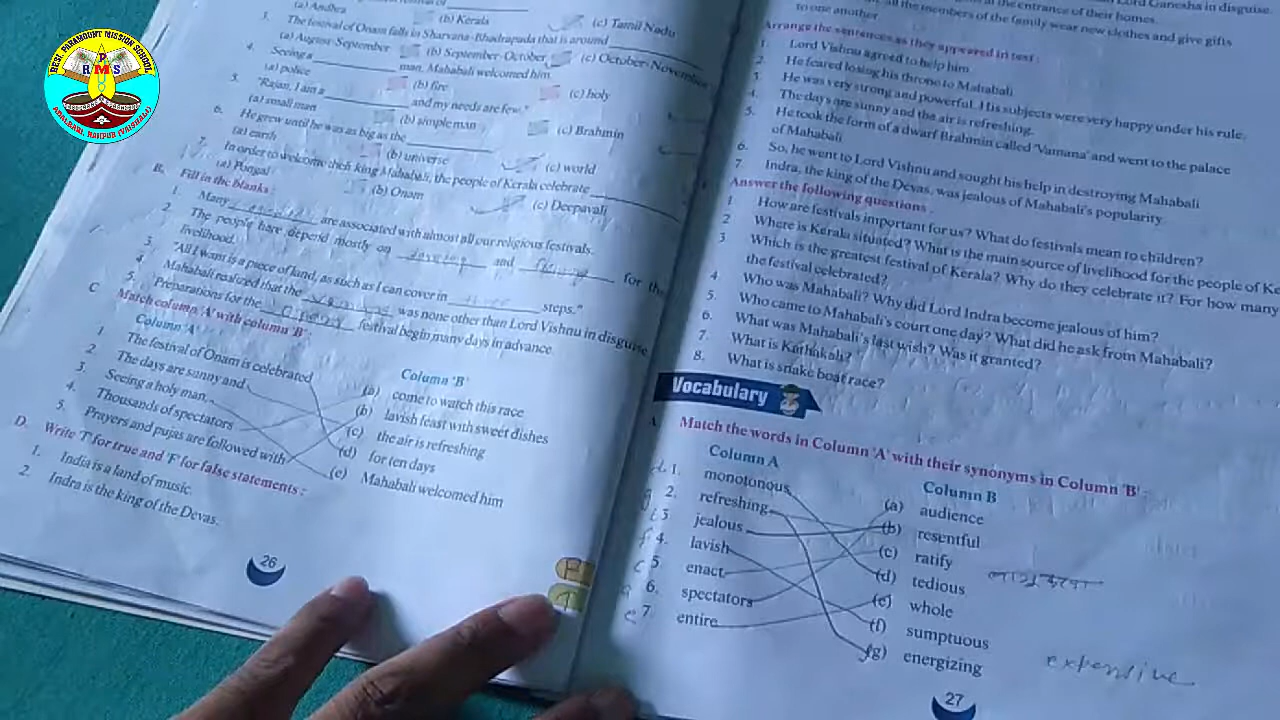 DESL PARAMOUNT MISSION SCHOOL
P
R M S
ADALBARI, HAJPUR (VAISHALI)
(a) Andhra (b) Kerala (c) Tamil Nadu
3. The festival of Onam falls in Sharvana-Bhadrapada that is around
(a) August-September (b) September-October (c) October-November
4. Seeing a man, Mahabali welcomed him.
(a) police (b) fire (c) holy
5. "Rajan, I am a and my needs are few."
(a) small man (b) simple man (c) Brahmin
6. He grew until he was as big as the
(a) earth (b) universe (c) world
7. In order to welcome their king Mahabali, the people of Kerala celebrate
(a) Pongal (b) Onam (c) Deepavali
B. Fill in the blanks :
1. Many are associated with almost all our religious festivals.
2. The people hare depend mostly on and for the
livelihood.
3. "All I want is a piece of land, as such as I can cover in steps."
4. Mahabali realized that the was none other than Lord Vishnu in disguise
5. Preparations for the festival begin many days in advance
C Match column 'A' with column 'B' :
Column 'A' Column 'B'
1. The festival of Onam is celebrated (a) come to watch this race
2. The days are sunny and (b) lavish feast with sweet dishes
3. Seeing a holy man, (c) the air is refreshing
4. Thousands of spectators (d) for ten days
5. Prayers and pujas are followed with (e) Mahabali welcomed him
D. Write 'T' for true and 'F' for false statements :
1. India is a land of music.
2. Indra is the king of the Devas.
26
at the entrance of their homes.
all the members of the family wear new clothes and give gifts
to one another
Arrange the sentences as they appeared in text :
1. Lord Vishnu agreed to help him
2. He feared losing his throne to Mahabali
3. He was very strong and powerful. His subjects were very happy under his rule.
4. The days are sunny and the air is refreshing.
5. He took the form of a dwarf Brahmin called 'Vamana' and went to the palace
of Mahabali
6. So, he went to Lord Vishnu and sought his help in destroying Mahabali
7. Indra, the king of the Devas, was jealous of Mahabali's popularity.
Answer the following questions :
1 How are festivals important for us? What do festivals mean to children?
2 Where is Kerala situated? What is the main source of livelihood for the people of Ke
3. Which is the greatest festival of Kerala? Why do they celebrate it? For how many
the festival celebrated?
4. Who was Mahabali? Why did Lord Indra become jealous of him?
5. Who came to Mahabali's court one day? What did he ask from Mahabali?
6. What was Mahabali's last wish? Was it granted?
7. What is Kathakali?
8. What is snake boat race?
Vocabulary
A. Match the words in Column 'A' with their synonyms in Column 'B' :
Column A Column B
d 1. monotonous (a) audience
g 2. refreshing (b) resentful
3. jealous (c) ratify
f 4. lavish (d) tedious
c 5. enact (e) whole
a 6. spectators (f) sumptuous
e 7. entire (g) energizing
expensive
27